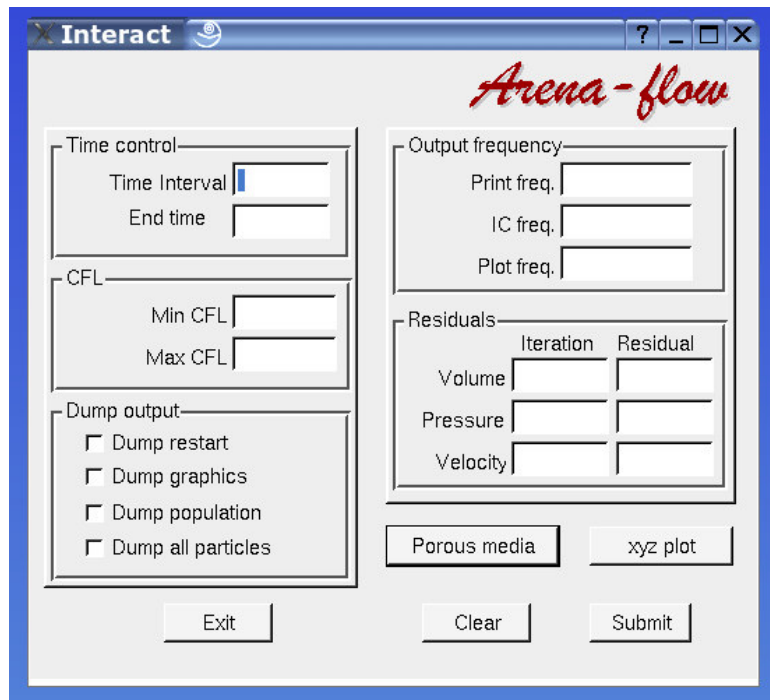 Interact ?
Arena-flow
Time control
Time Interval
End time
CFL
Min CFL
Max CFL
Dump output
Dump restart
Dump graphics
Dump population
Dump all particles
Output frequency
Print freq.
IC freq.
Plot freq.
Residuals
Iteration Residual
Volume
Pressure
Velocity
Porous media xyz plot
Exit Clear Submit